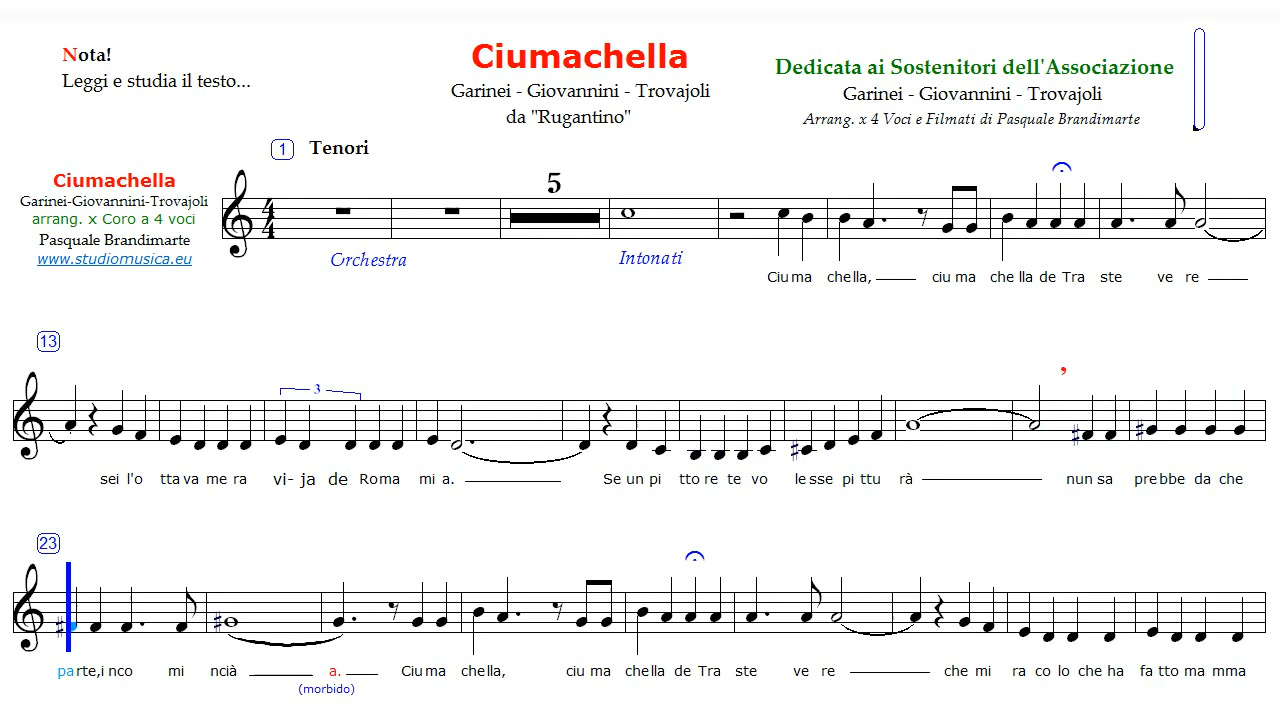 Nota!
Leggi e studia il testo...
Ciumachella
Garinei - Giovannini - Trovajoli
da "Rugantino"
Dedicata ai Sostenitori dell'Associazione
Garinei - Giovannini - Trovajoli
Arrang. x 4 Voci e Filmati di Pasquale Brandimarte
1 Tenori
Ciumachella
Garinei-Giovannini-Trovajoli
arrang. x Coro a 4 voci
Pasquale Brandimarte
www.studiomusica.eu
5
Orchestra Intonati
Ciu ma chella, ciu ma che lla de Tra ste ve re
13
3
sei l'o tta va me ra vi- ja de Roma mi a. Se un pi tto re te vo le sse pi ttu rà nun sa pre bbe da che
23
parte,i nco mi ncià a. Ciu ma chella, ciu ma chella de Tra ste ve re che mi ra co lo che ha fa tto ma mma
(morbido)